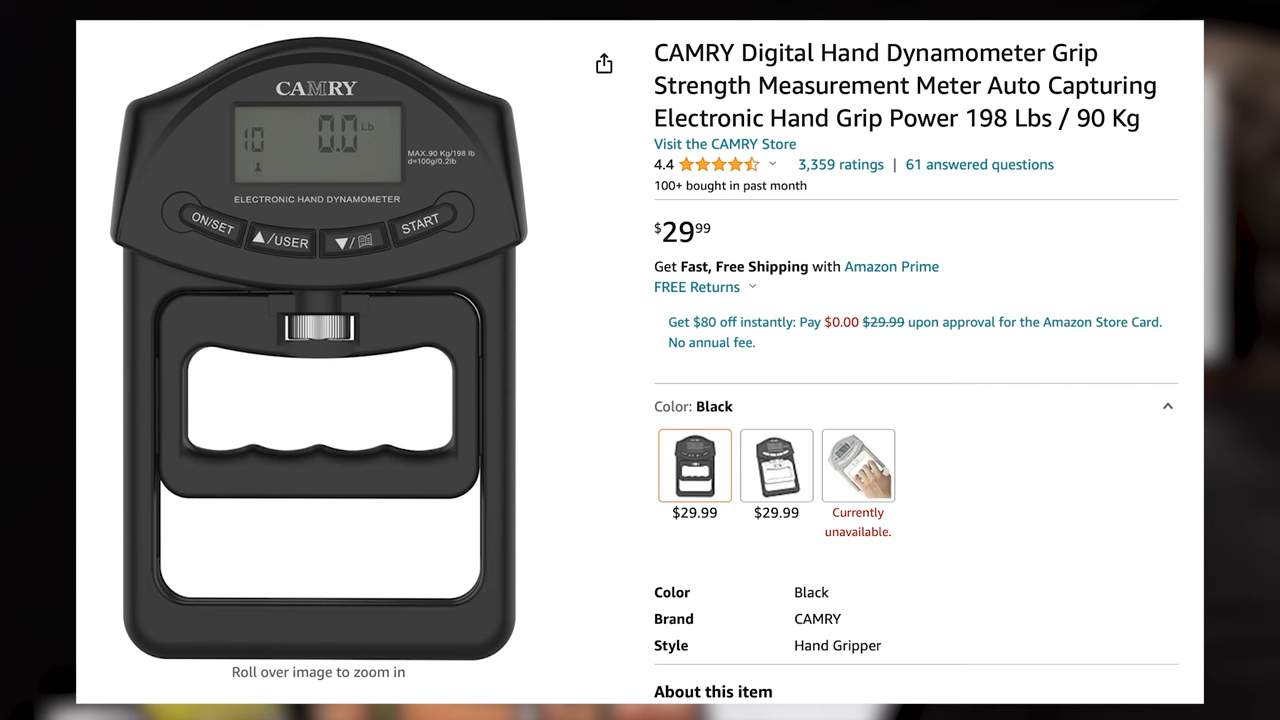 CAMRY
10
0.0 Lb
MAX.90 Kg/198 lb
d=100g/0.2lb
ELECTRONIC HAND DYNAMOMETER
ON/SET
▲/USER
▼/
START
Roll over image to zoom in
CAMRY Digital Hand Dynamometer Grip
Strength Measurement Meter Auto Capturing
Electronic Hand Grip Power 198 Lbs / 90 Kg
Visit the CAMRY Store
4.4 3,359 ratings | 61 answered questions
100+ bought in past month
$29 99
Get Fast, Free Shipping with Amazon Prime
FREE Returns
Get $80 off instantly: Pay $0.00 $29.99 upon approval for the Amazon Store Card.
No annual fee.
Color: Black
$29.99 $29.99 Currently
unavailable.
Color Black
Brand CAMRY
Style Hand Gripper
About this item